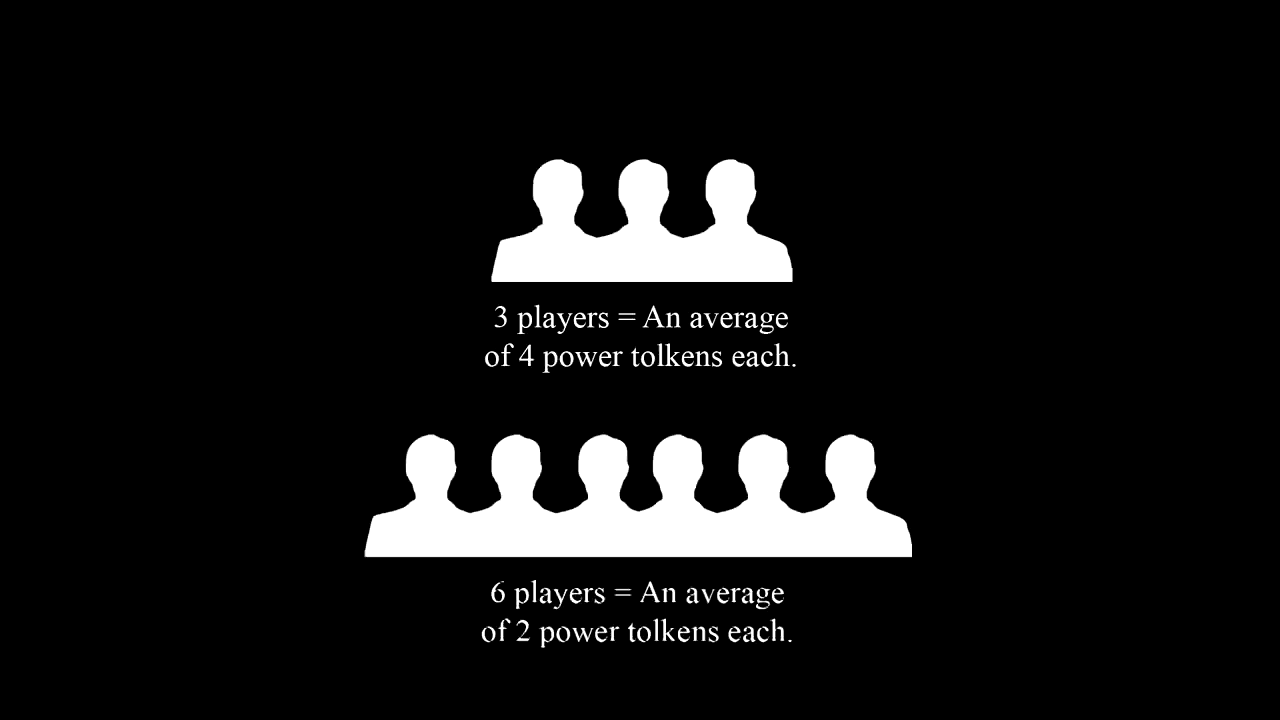 3 players = An average
of 4 power tolkens each.
6 players = An average
of 2 power tolkens each.